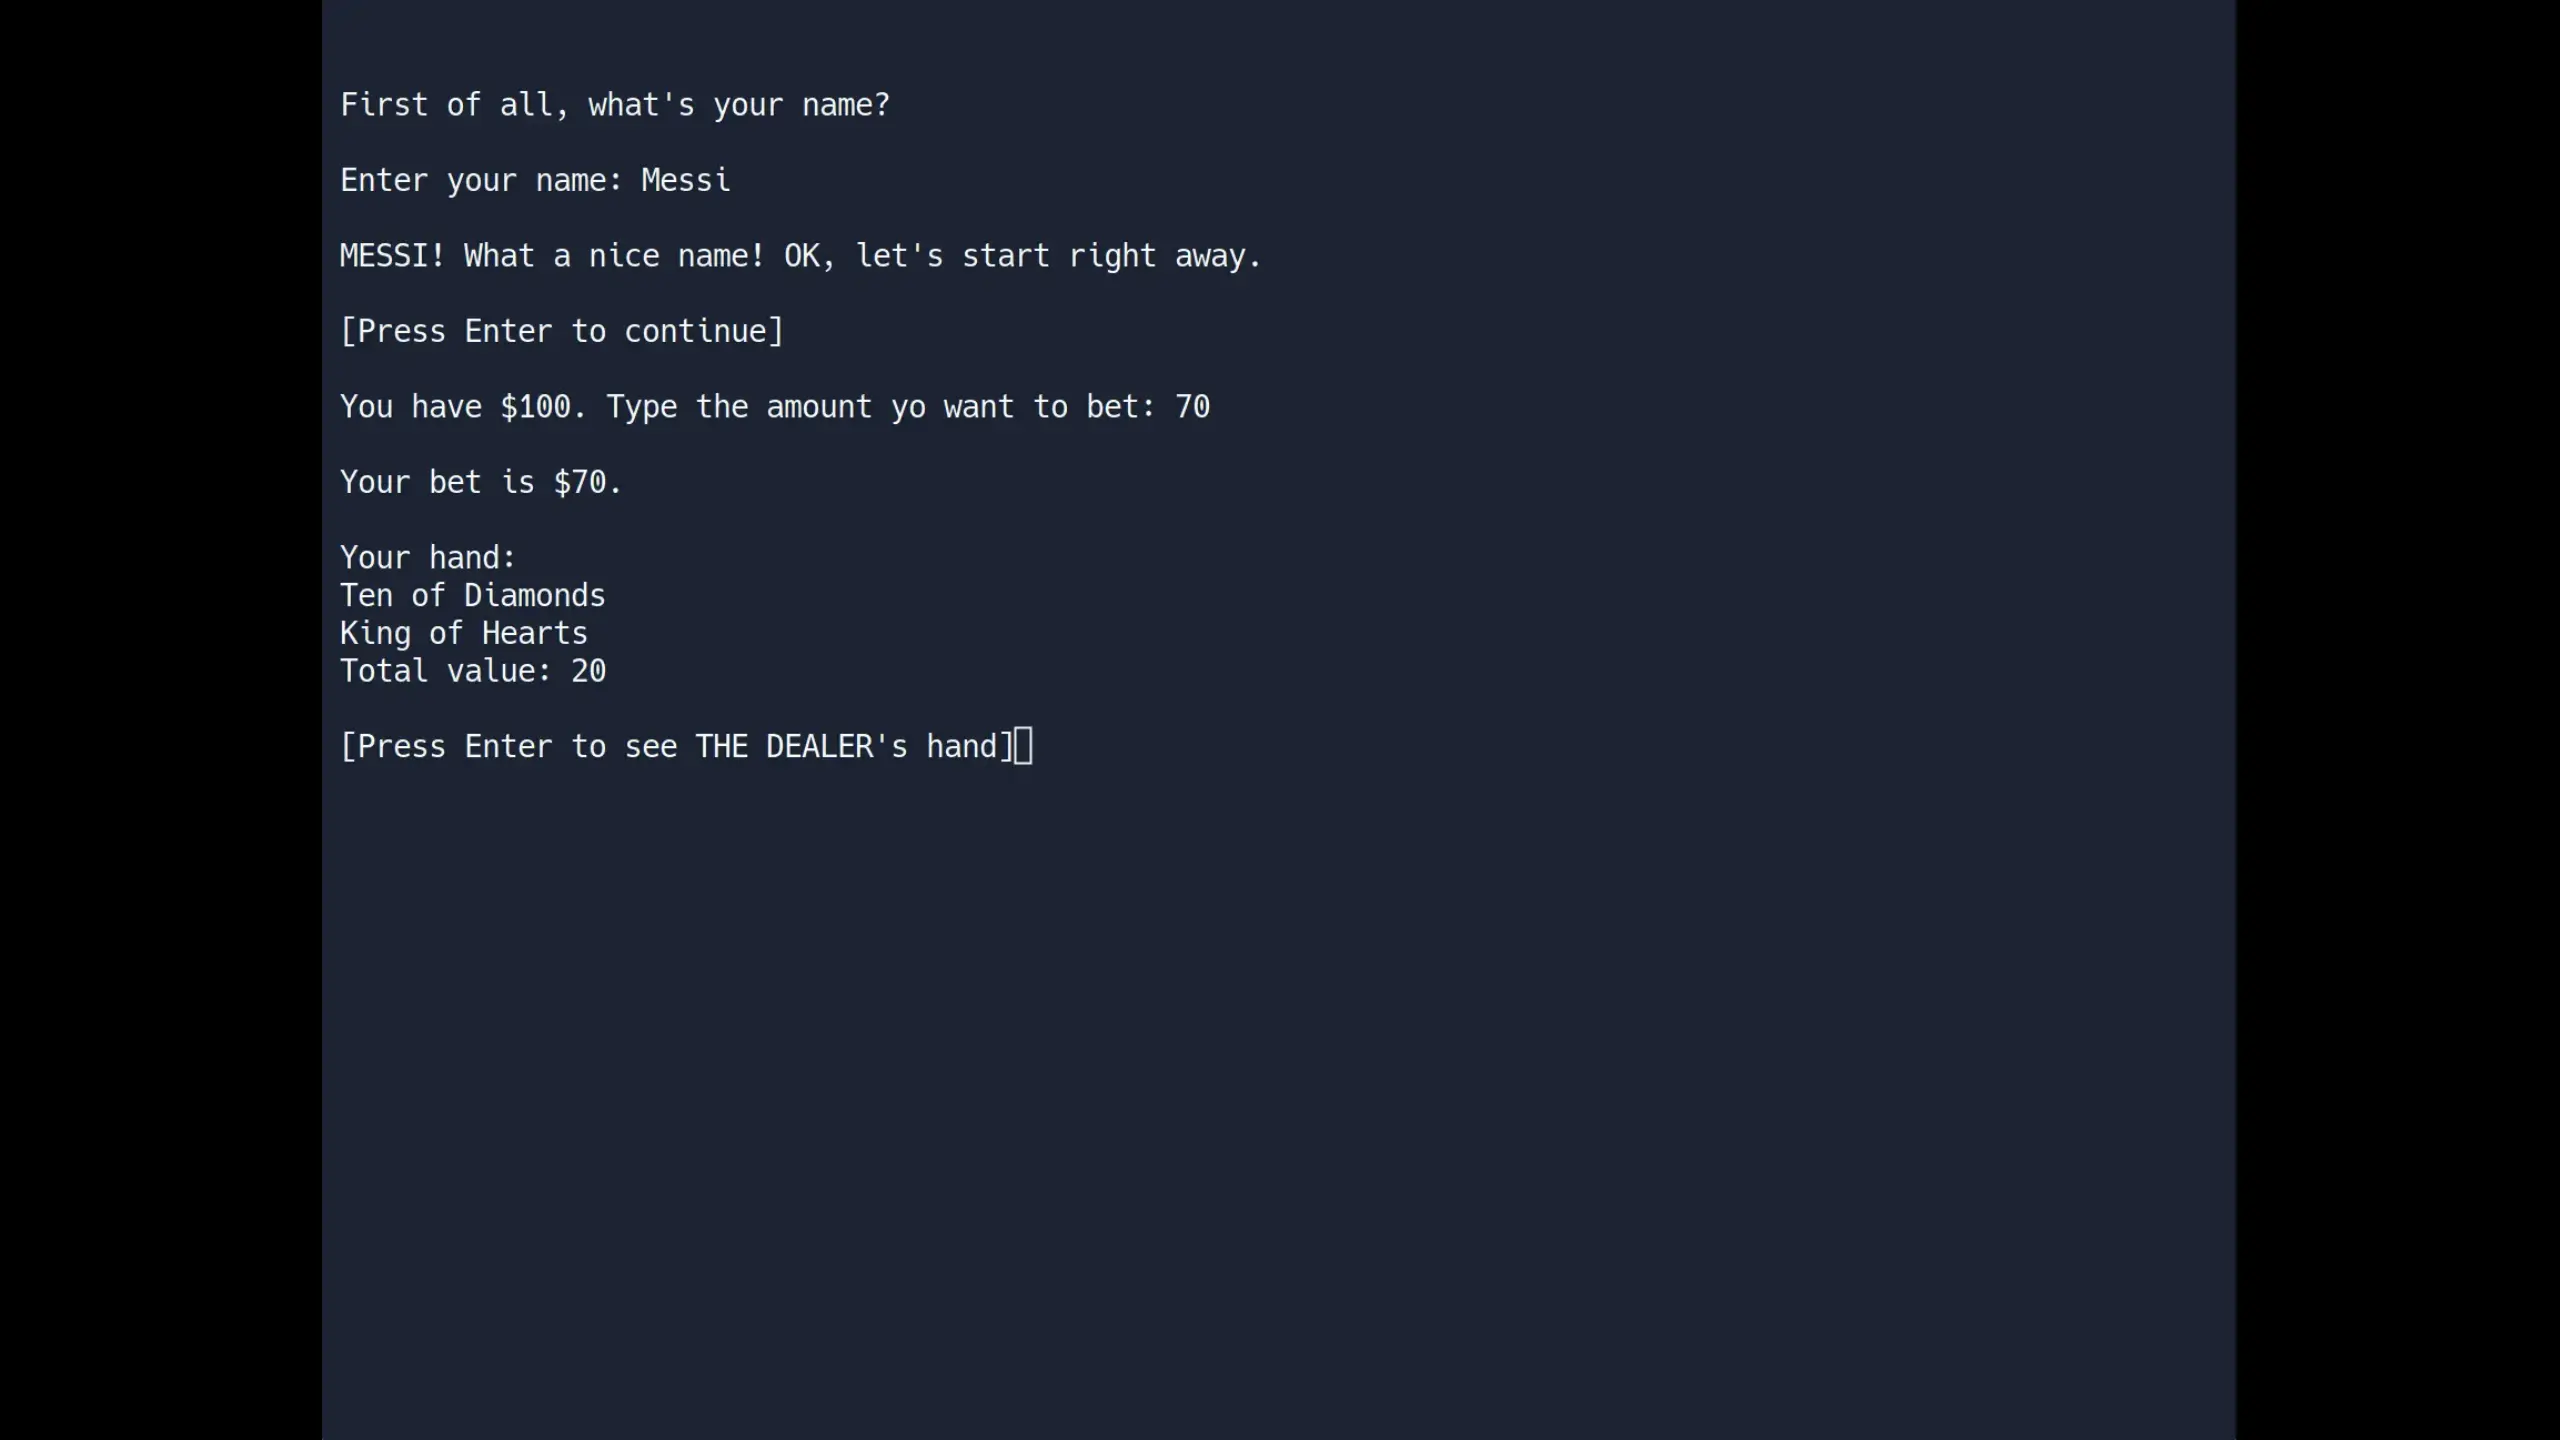 First of all, what's your name?
Enter your name: Messi
MESSI! What a nice name! OK, let's start right away.
[Press Enter to continue]
You have $100. Type the amount yo want to bet: 70
Your bet is $70.
Your hand:
Ten of Diamonds
King of Hearts
Total value: 20
[Press Enter to see THE DEALER's hand]